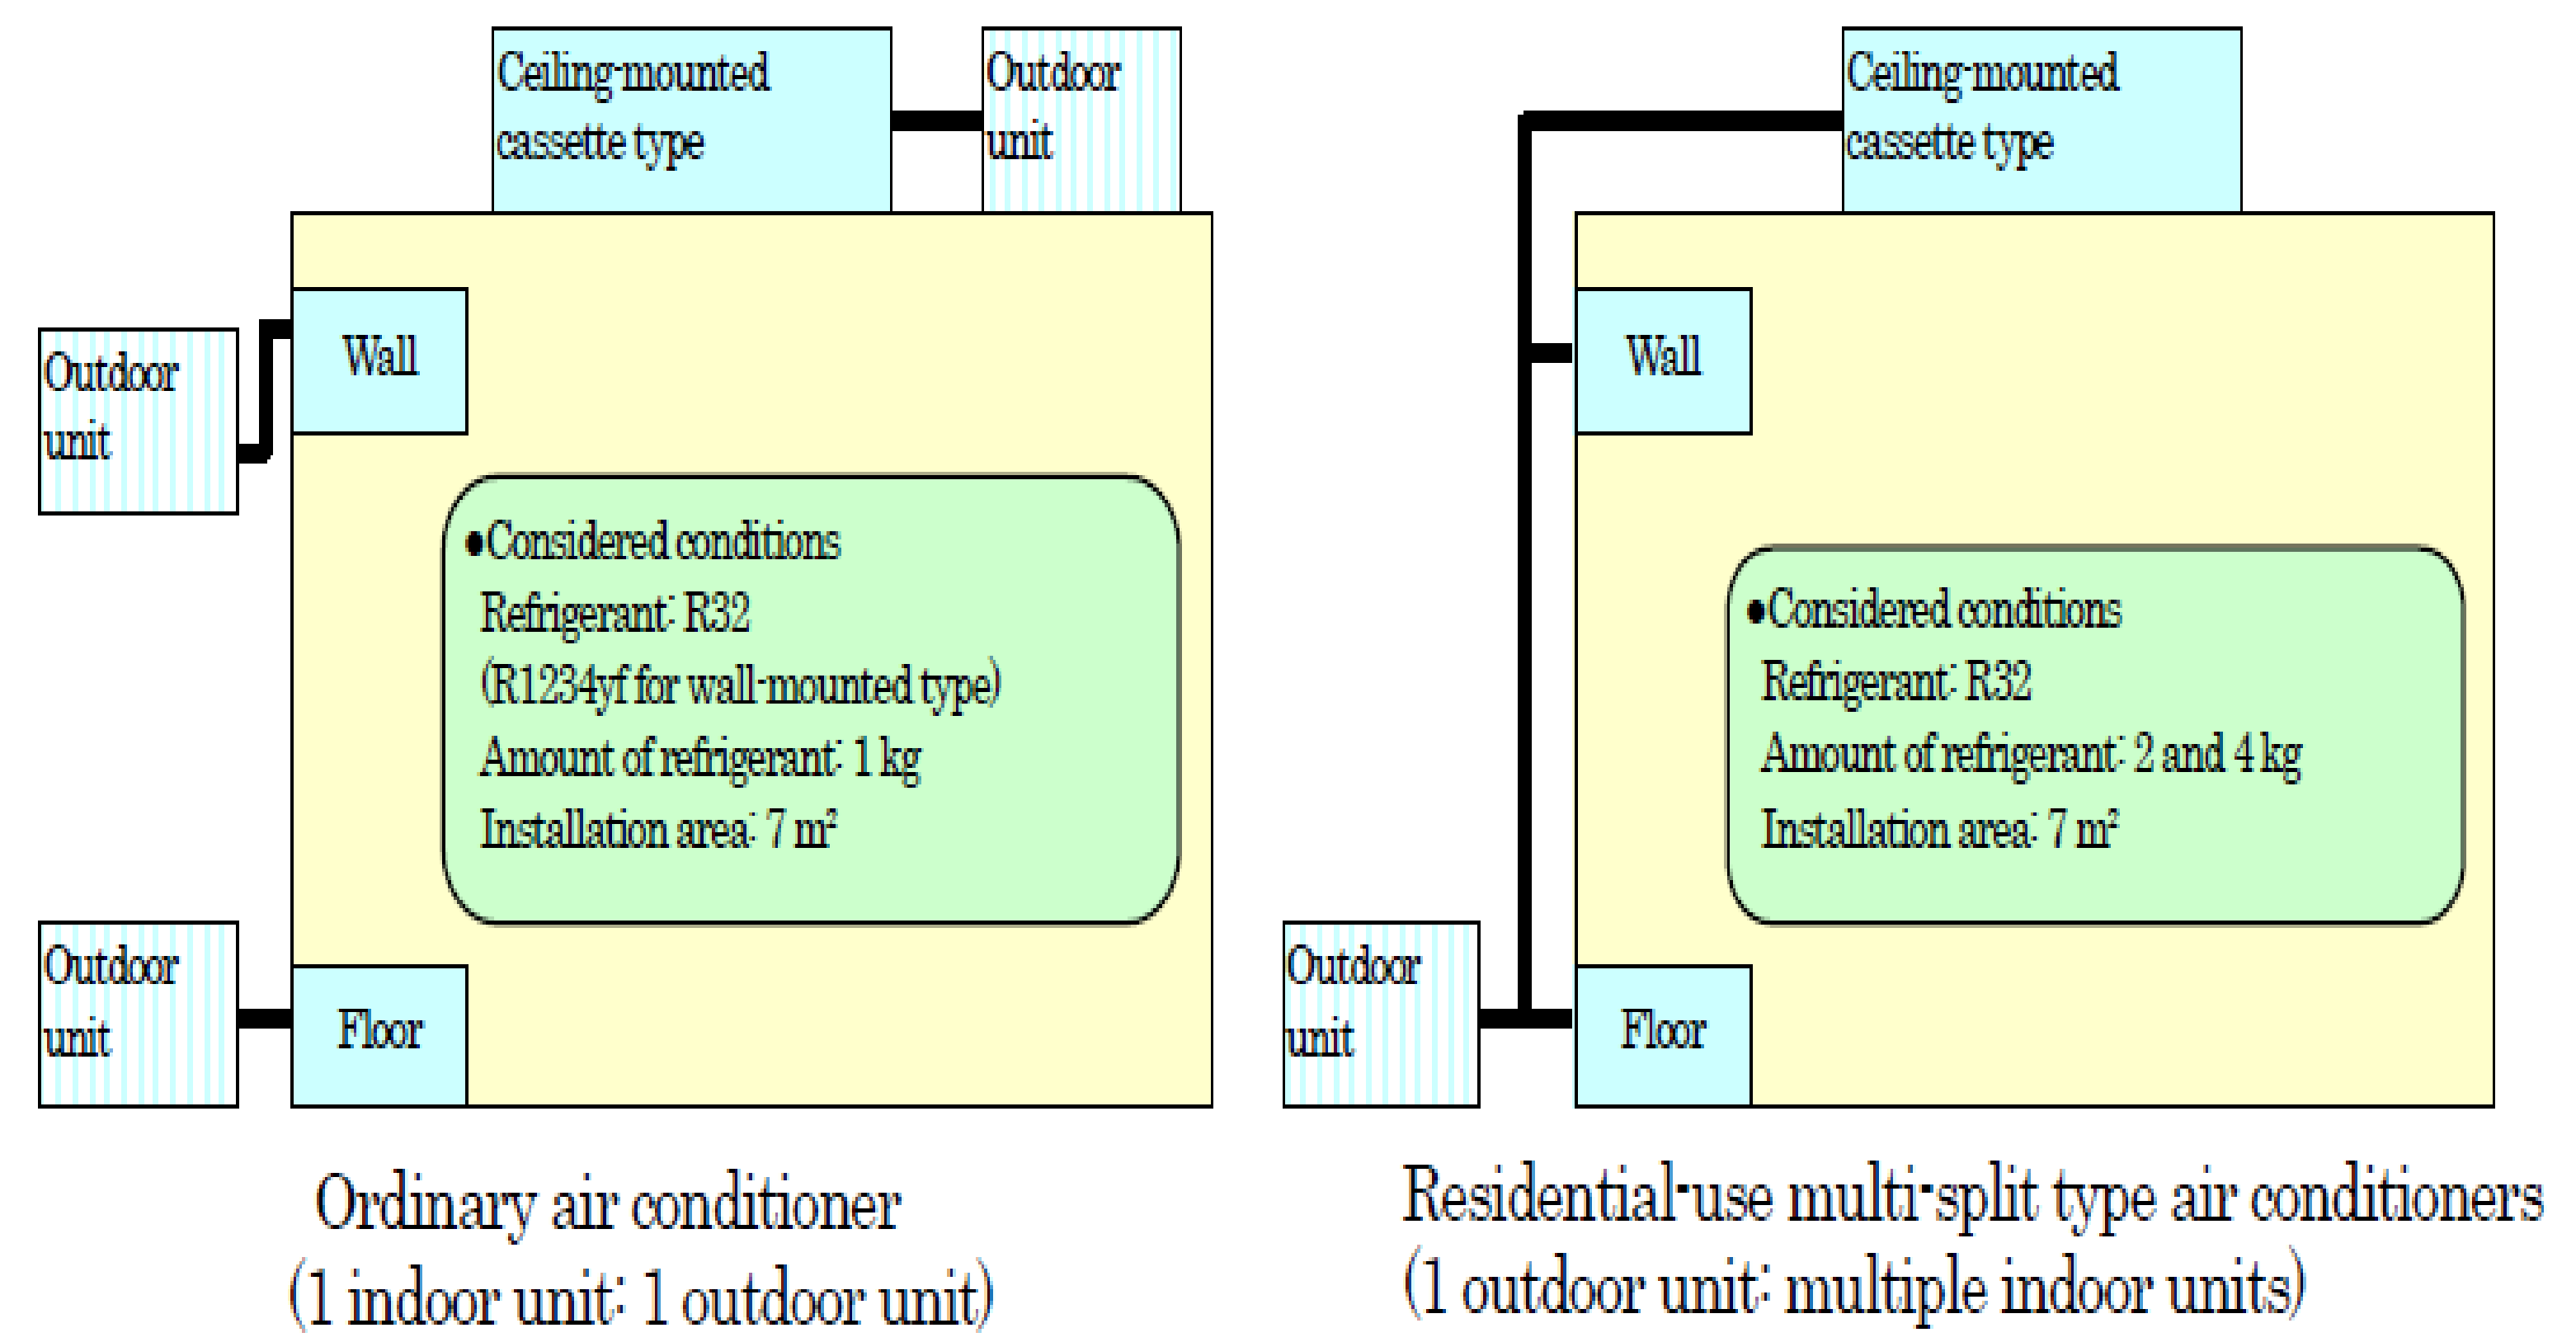 Ceiling-mounted
cassette type
Outdoor
unit
Wall
Outdoor
unit
●Considered conditions
Refrigerant: R32
(R1234yf for wall-mounted type)
Amount of refrigerant: 1 kg
Installation area: 7 m²
Outdoor
unit
Floor
Ordinary air conditioner
(1 indoor unit: 1 outdoor unit)
Ceiling-mounted
cassette type
Wall
●Considered conditions
Refrigerant: R32
Amount of refrigerant: 2 and 4 kg
Installation area: 7 m²
Outdoor
unit
Floor
Residential-use multi-split type air conditioners
(1 outdoor unit: multiple indoor units)